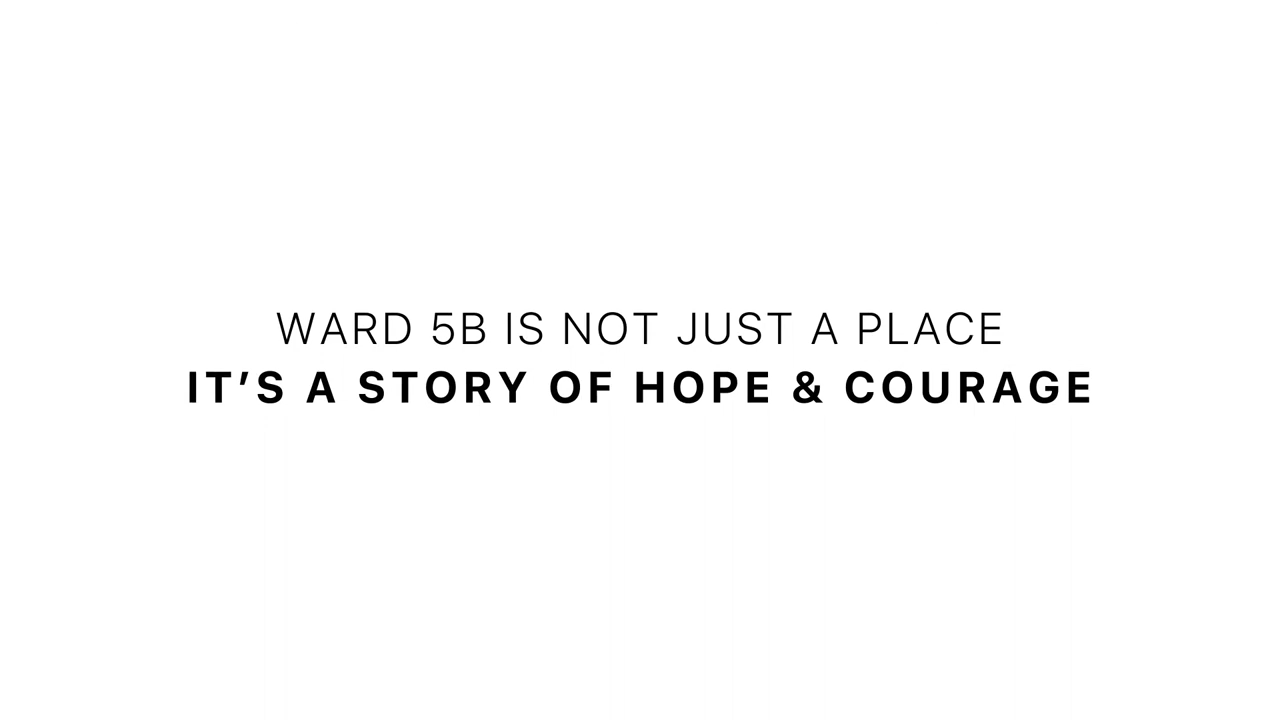 WARD 5B IS NOT JUST A PLACE
IT’S A STORY OF HOPE & COURAGE